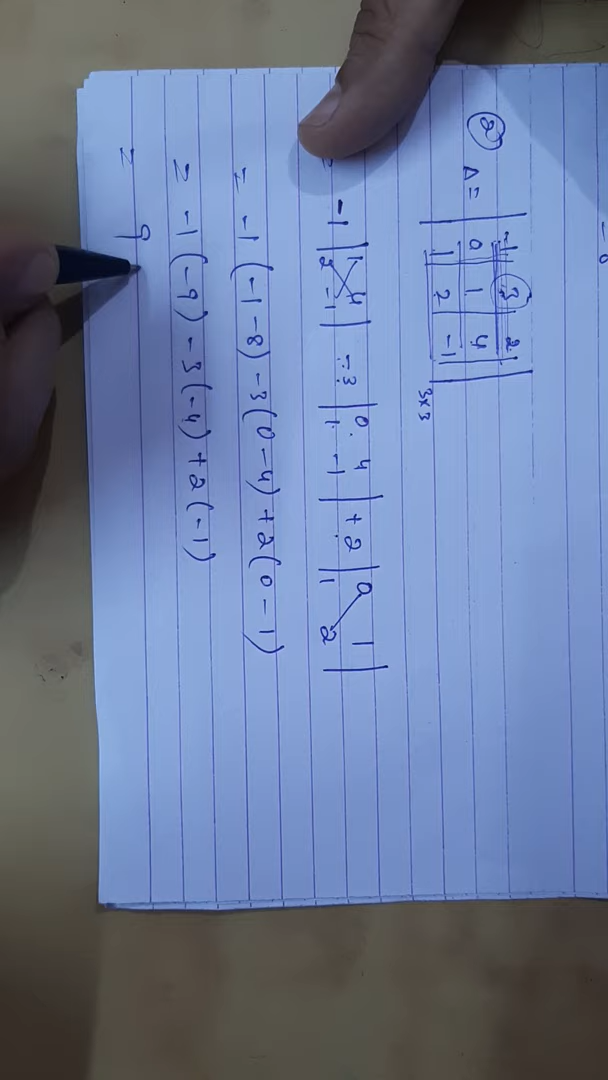 ②
Δ = | -1 3 2 |
| 0 1 4 |
| 1 2 -1 | 3x3
= -1 | 1 4 | -3 | 0 4 | +2 | 0 1 |
| 2 -1 | | 1 -1 | | 1 2 |
= -1 (-1-8) -3(0-4)+2(0-1)
= -1 (-9) -3(-4)+2(-1)
= 9